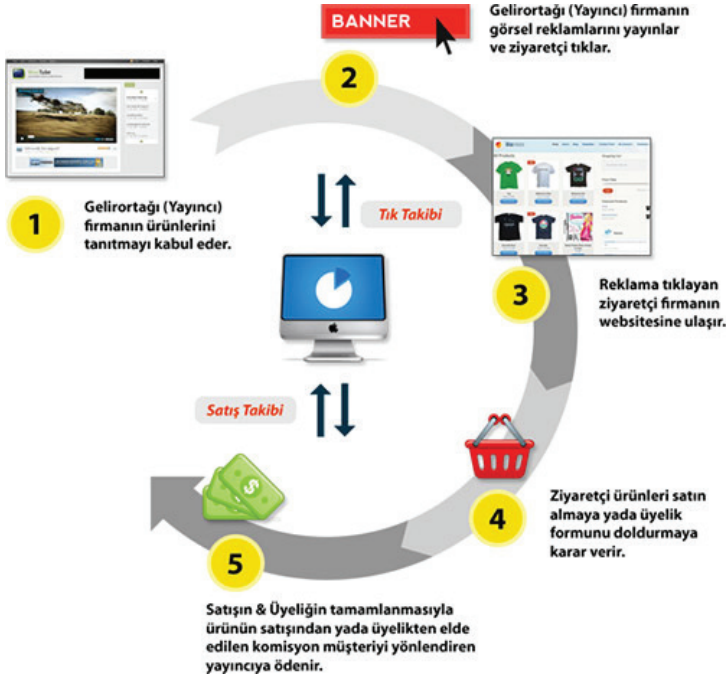 BANNER
Gelirortağı (Yayıncı) firmanın
görsel reklamlarını yayınlar
ve ziyaretçi tıklar.
2
1
Gelirortağı (Yayıncı)
firmanın ürünlerini
tanıtmayı kabul eder.
Tık Takibi
3
Reklama tıklayan
ziyaretçi firmanın
websitesine ulaşır.
Satış Takibi
4
Ziyaretçi ürünleri satın
almaya yada üyelik
formunu doldurmaya
karar verir.
5
Satışın & Üyeliğin tamamlanmasıyla
ürünün satışından yada üyelikten elde
edilen komisyon müşteriyi yönlendiren
yayıncıya ödenir.